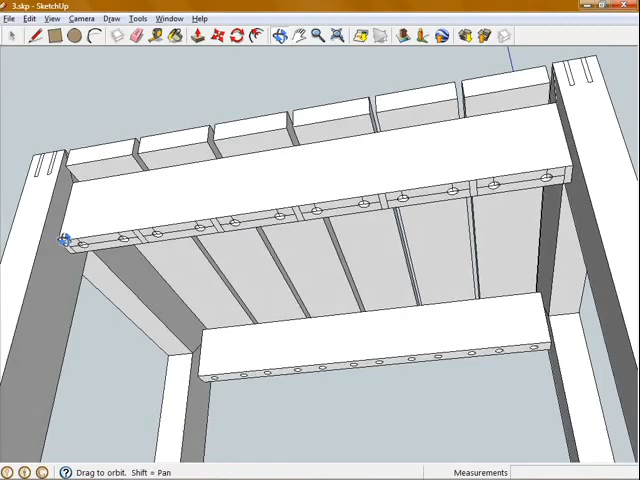 3.skp - SketchUp
File Edit View Camera Draw Tools Window Help
Drag to orbit. Shift = Pan
Measurements